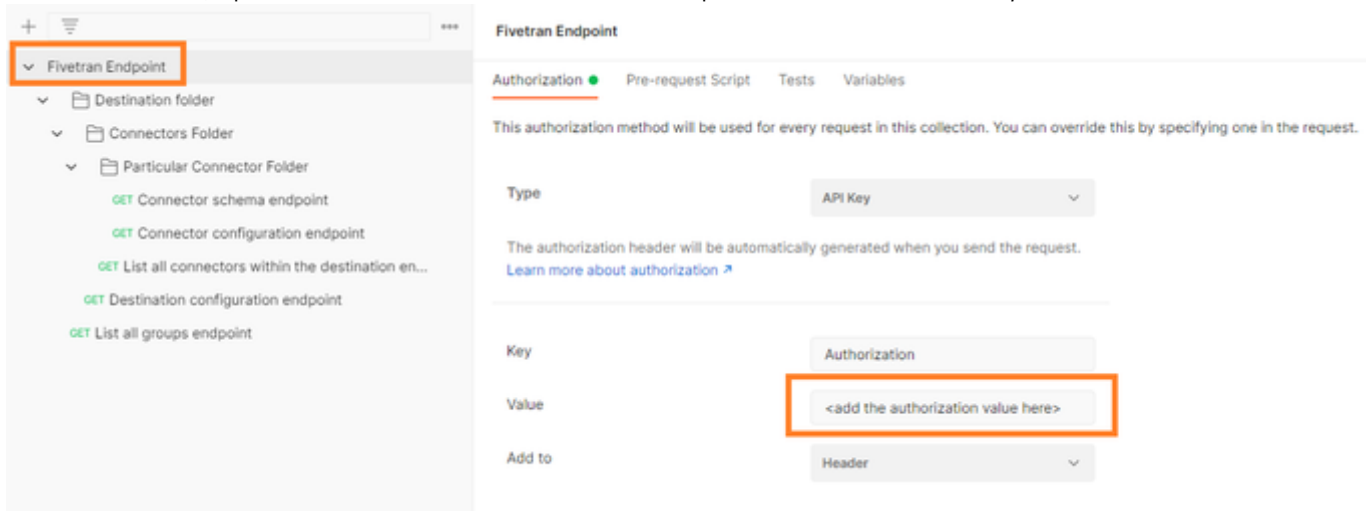 Fivetran Endpoint
Destination folder
Connectors Folder
Particular Connector Folder
GET Connector schema endpoint
GET Connector configuration endpoint
GET List all connectors within the destination en...
GET Destination configuration endpoint
GET List all groups endpoint
Fivetran Endpoint
Authorization Pre-request Script Tests Variables
This authorization method will be used for every request in this collection. You can override this by specifying one in the request.
Type API Key
The authorization header will be automatically generated when you send the request.
Learn more about authorization ↗
Key Authorization
Value <add the authorization value here>
Add to Header